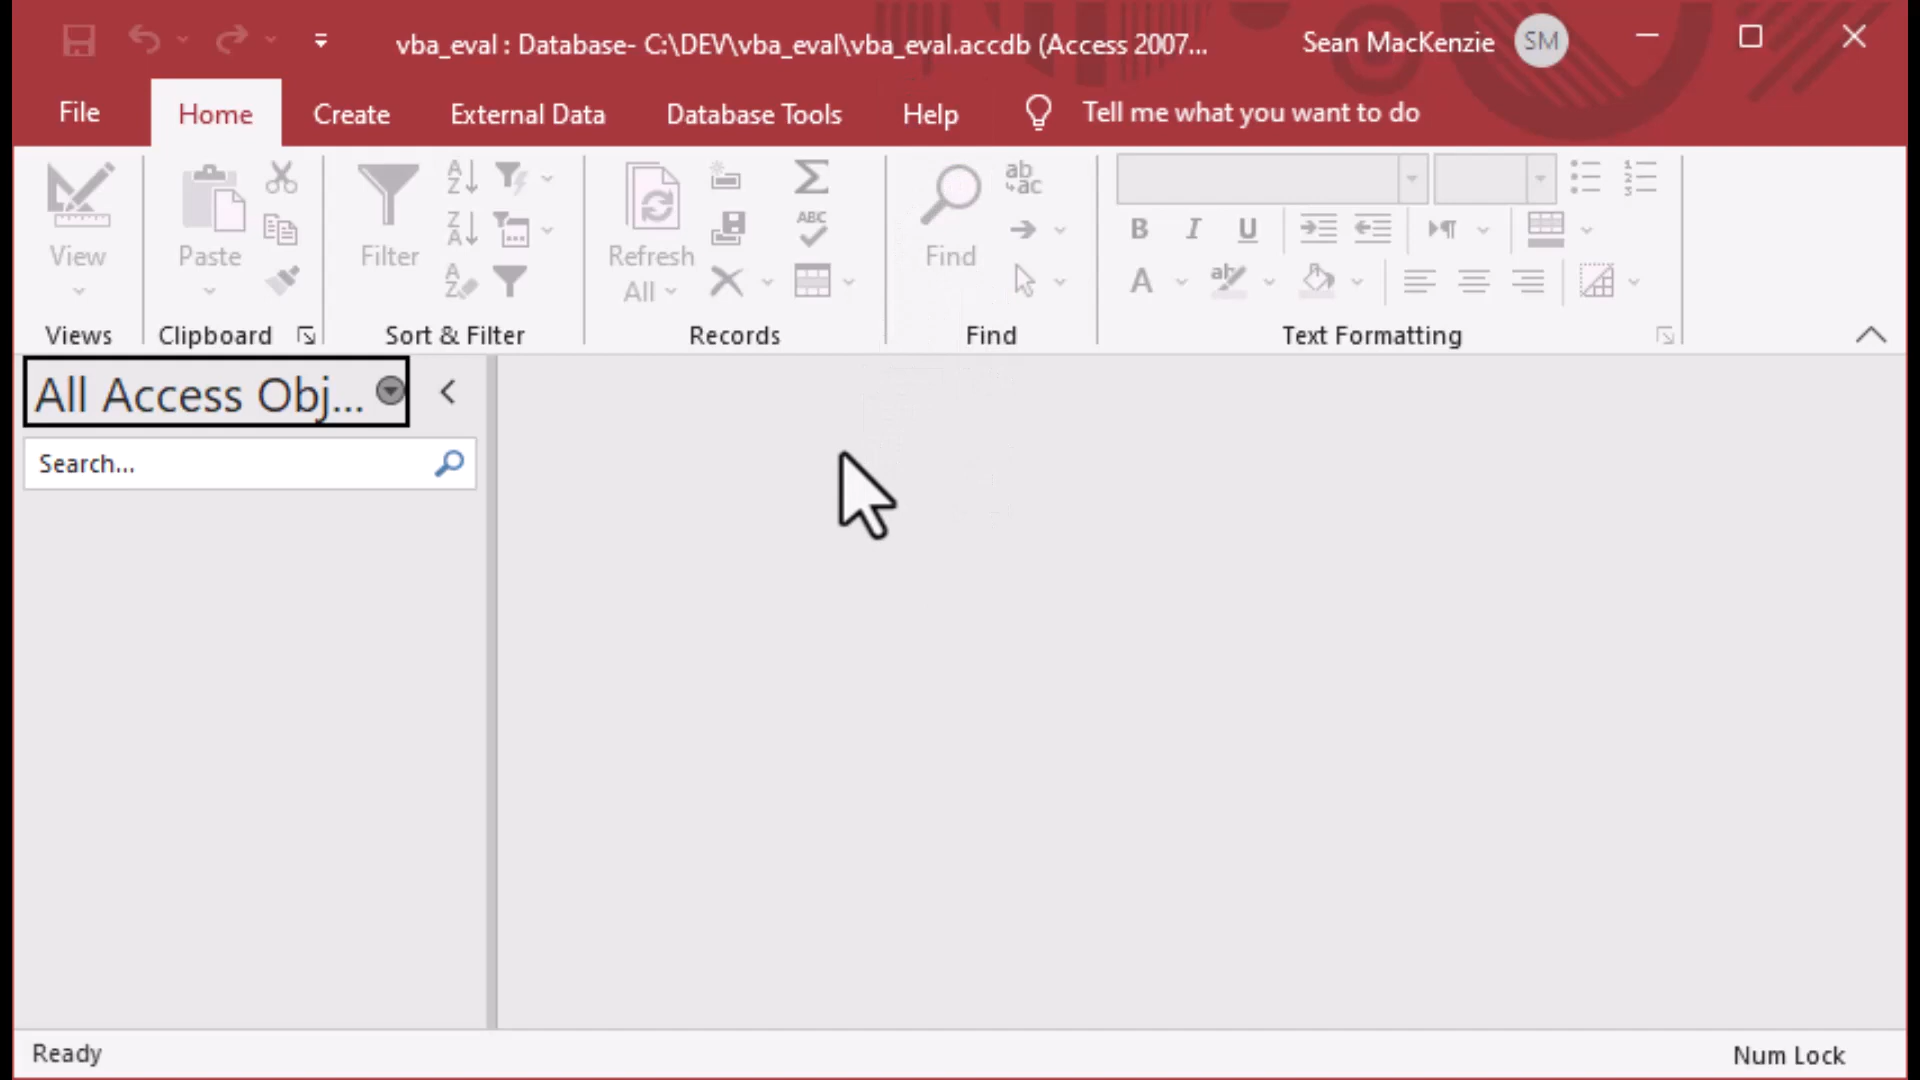 vba_eval : Database- C:\DEV\vba_eval\vba_eval.accdb (Access 2007...
Sean MacKenzie
SM
File
Home
Create
External Data
Database Tools
Help
Tell me what you want to do
View
Paste
Filter
Refresh
All
Find
Views
Clipboard
Sort & Filter
Records
Find
Text Formatting
All Access Obj...
Search...
Ready
Num Lock